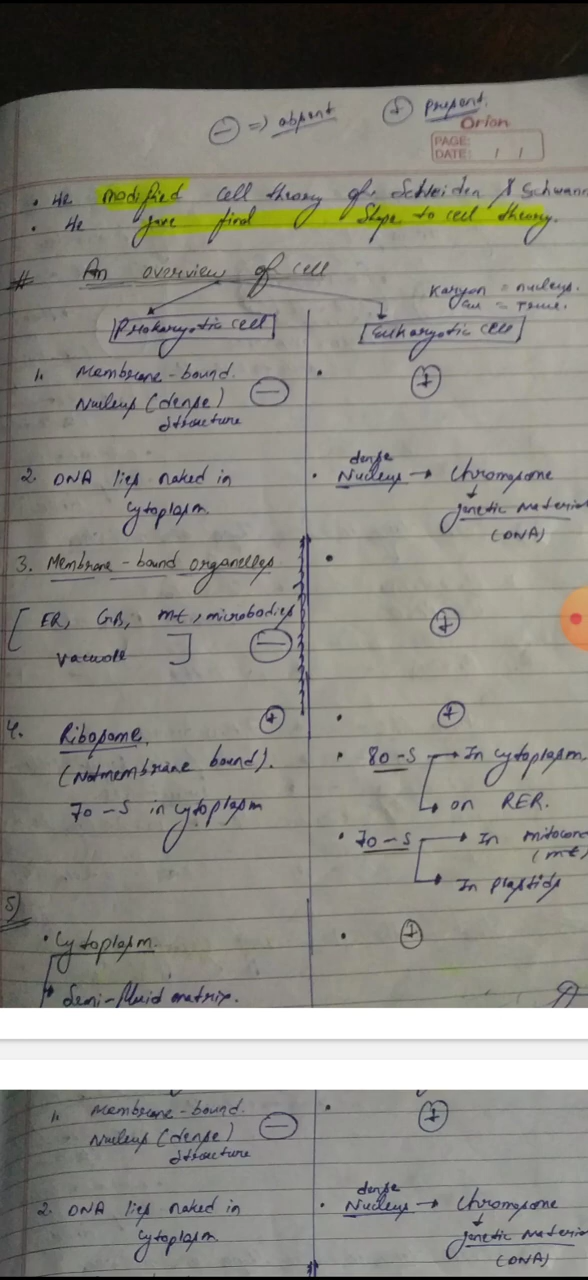 ⊖ => absent ⊕ present.
Orion
PAGE:
DATE: / /
• He modified cell theory of Schleiden & Schwann
• He gave final Shape to cell theory.
# An overview of cell
Karyon = nucleus.
Eu = True.
Prokaryotic cell
Eukaryotic cell
1. Membrane-bound.
Nucleus (dense)
structure
⊖
• ⊕
2. DNA lies naked in
cytoplasm.
dense
• Nucleus → Chromosome
↓
genetic material
(DNA)
3. Membrane-bound organelles
[ ER, GB, mt, microbodies
vacuole ] ⊖
• ⊕
4. Ribosome. ⊕
(Not membrane bound).
70-S in cytoplasm
• ⊕
• 80-S → In cytoplasm.
→ on RER.
• 70-S → In mitocon
(mt)
→ In plastids
5)
• Cytoplasm.
→ Semi-fluid matrix.
• ⊕
1. Membrane-bound.
Nucleus (dense)
structure
⊖
• ⊕
2. DNA lies naked in
cytoplasm.
dense
• Nucleus → Chromosome
↓
genetic material
(DNA)